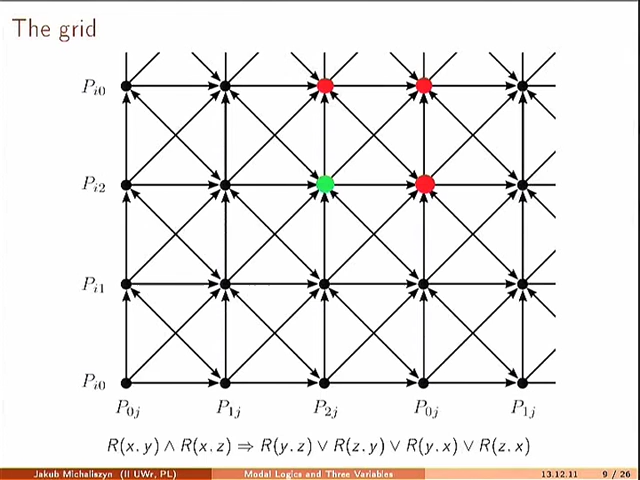 The grid
P_{i0}
P_{i2}
P_{i1}
P_{i0}
P_{0j} P_{1j} P_{2j} P_{0j} P_{1j}
R(x,y) ∧ R(x,z) ⇒ R(y,z) ∨ R(z,y) ∨ R(y,x) ∨ R(z,x)
Jakub Michaliszyn (II UWr, PL) Modal Logics and Three Variables 13.12.11 9 / 26